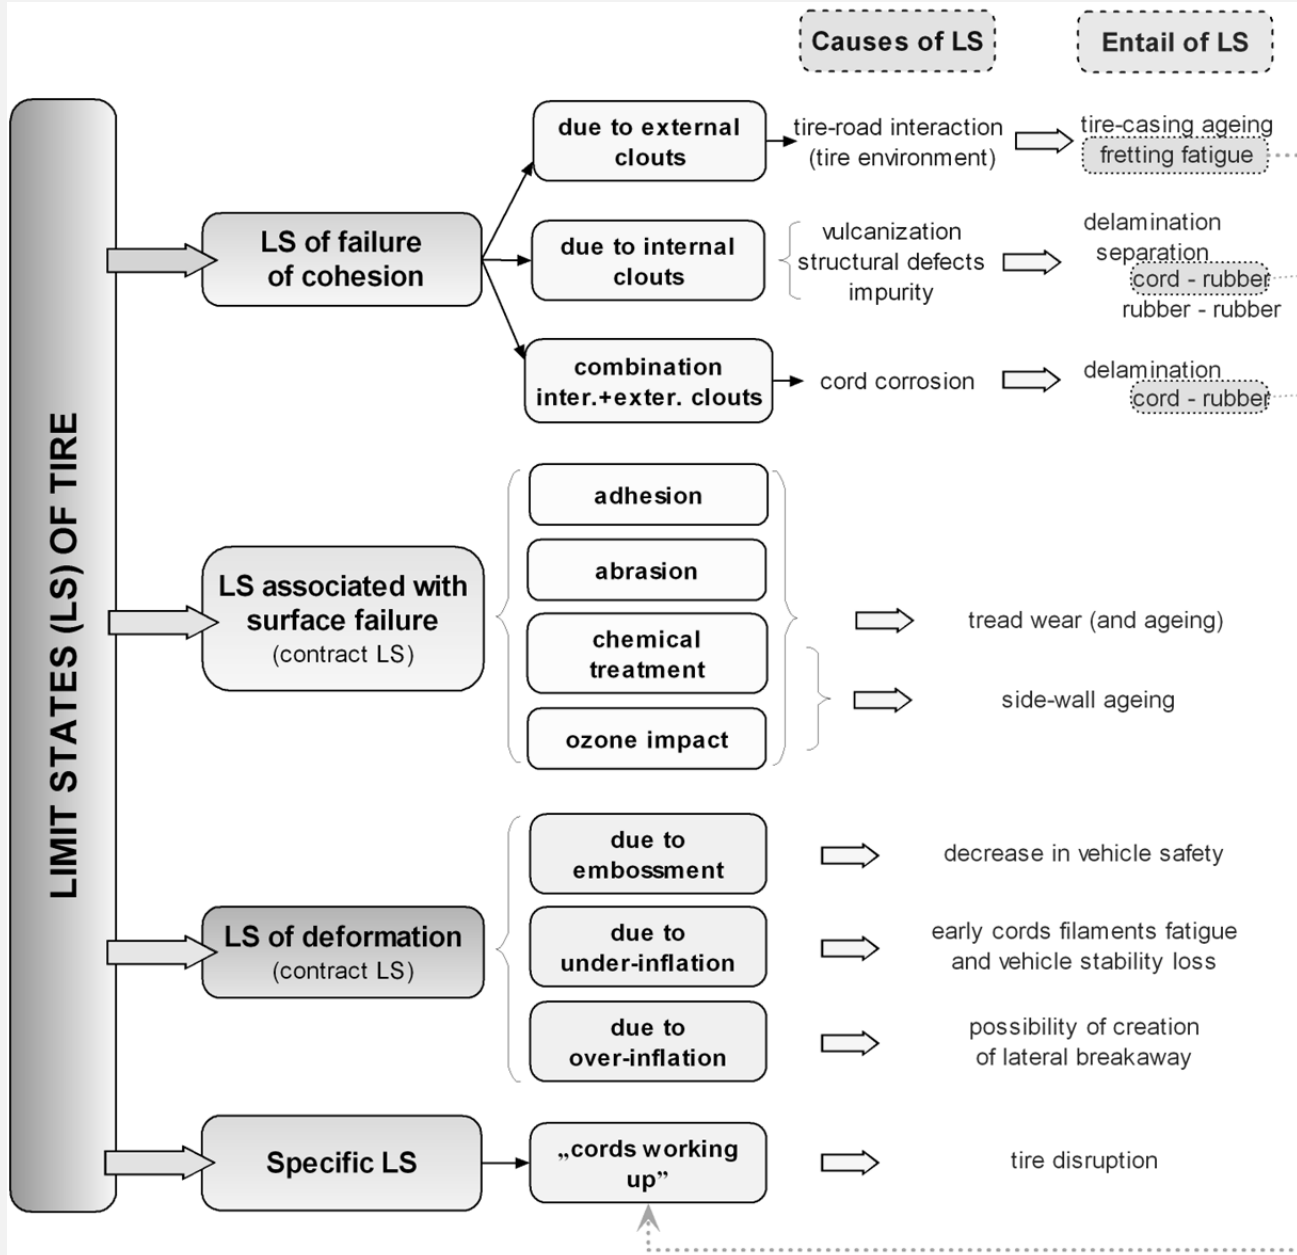 Causes of LS
Entail of LS
LIMIT STATES (LS) OF TIRE
LS of failure
of cohesion
due to external
clouts
tire-road interaction
(tire environment)
tire-casing ageing
fretting fatigue
due to internal
clouts
vulcanization
structural defects
impurity
delamination
separation
cord - rubber
rubber - rubber
combination
inter.+exter. clouts
cord corrosion
delamination
cord - rubber
LS associated with
surface failure
(contract LS)
adhesion
abrasion
chemical
treatment
ozone impact
tread wear (and ageing)
side-wall ageing
LS of deformation
(contract LS)
due to
embossment
decrease in vehicle safety
due to
under-inflation
early cords filaments fatigue
and vehicle stability loss
due to
over-inflation
possibility of creation
of lateral breakaway
Specific LS
„cords working
up”
tire disruption